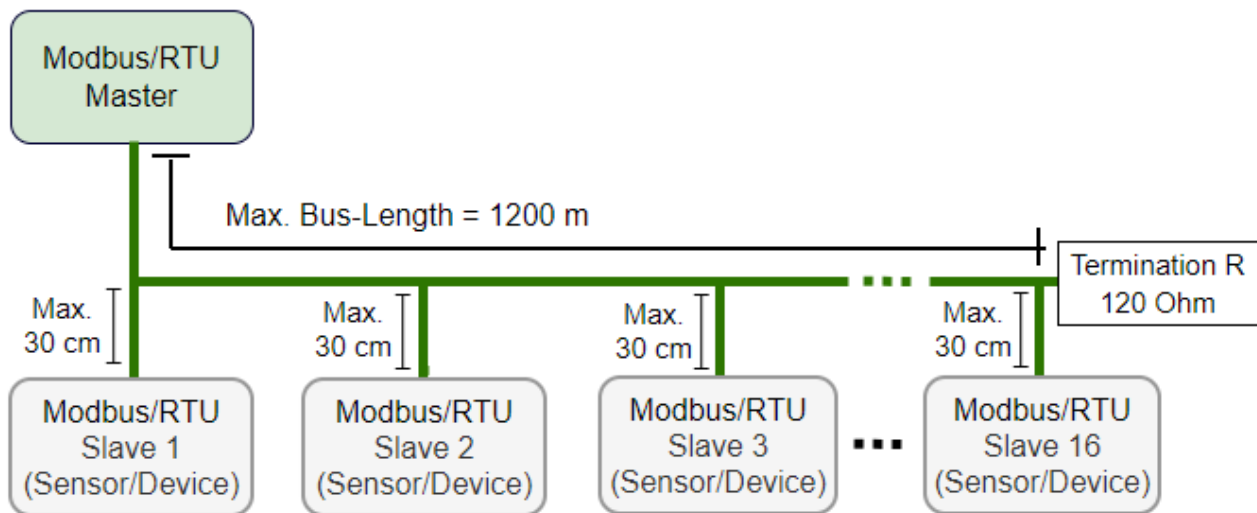 Modbus/RTU
Master
Max. Bus-Length = 1200 m
Termination R
120 Ohm
Max.
30 cm
Max.
30 cm
Max.
30 cm
Max.
30 cm
Modbus/RTU
Slave 1
(Sensor/Device)
Modbus/RTU
Slave 2
(Sensor/Device)
Modbus/RTU
Slave 3
(Sensor/Device)
Modbus/RTU
Slave 16
(Sensor/Device)